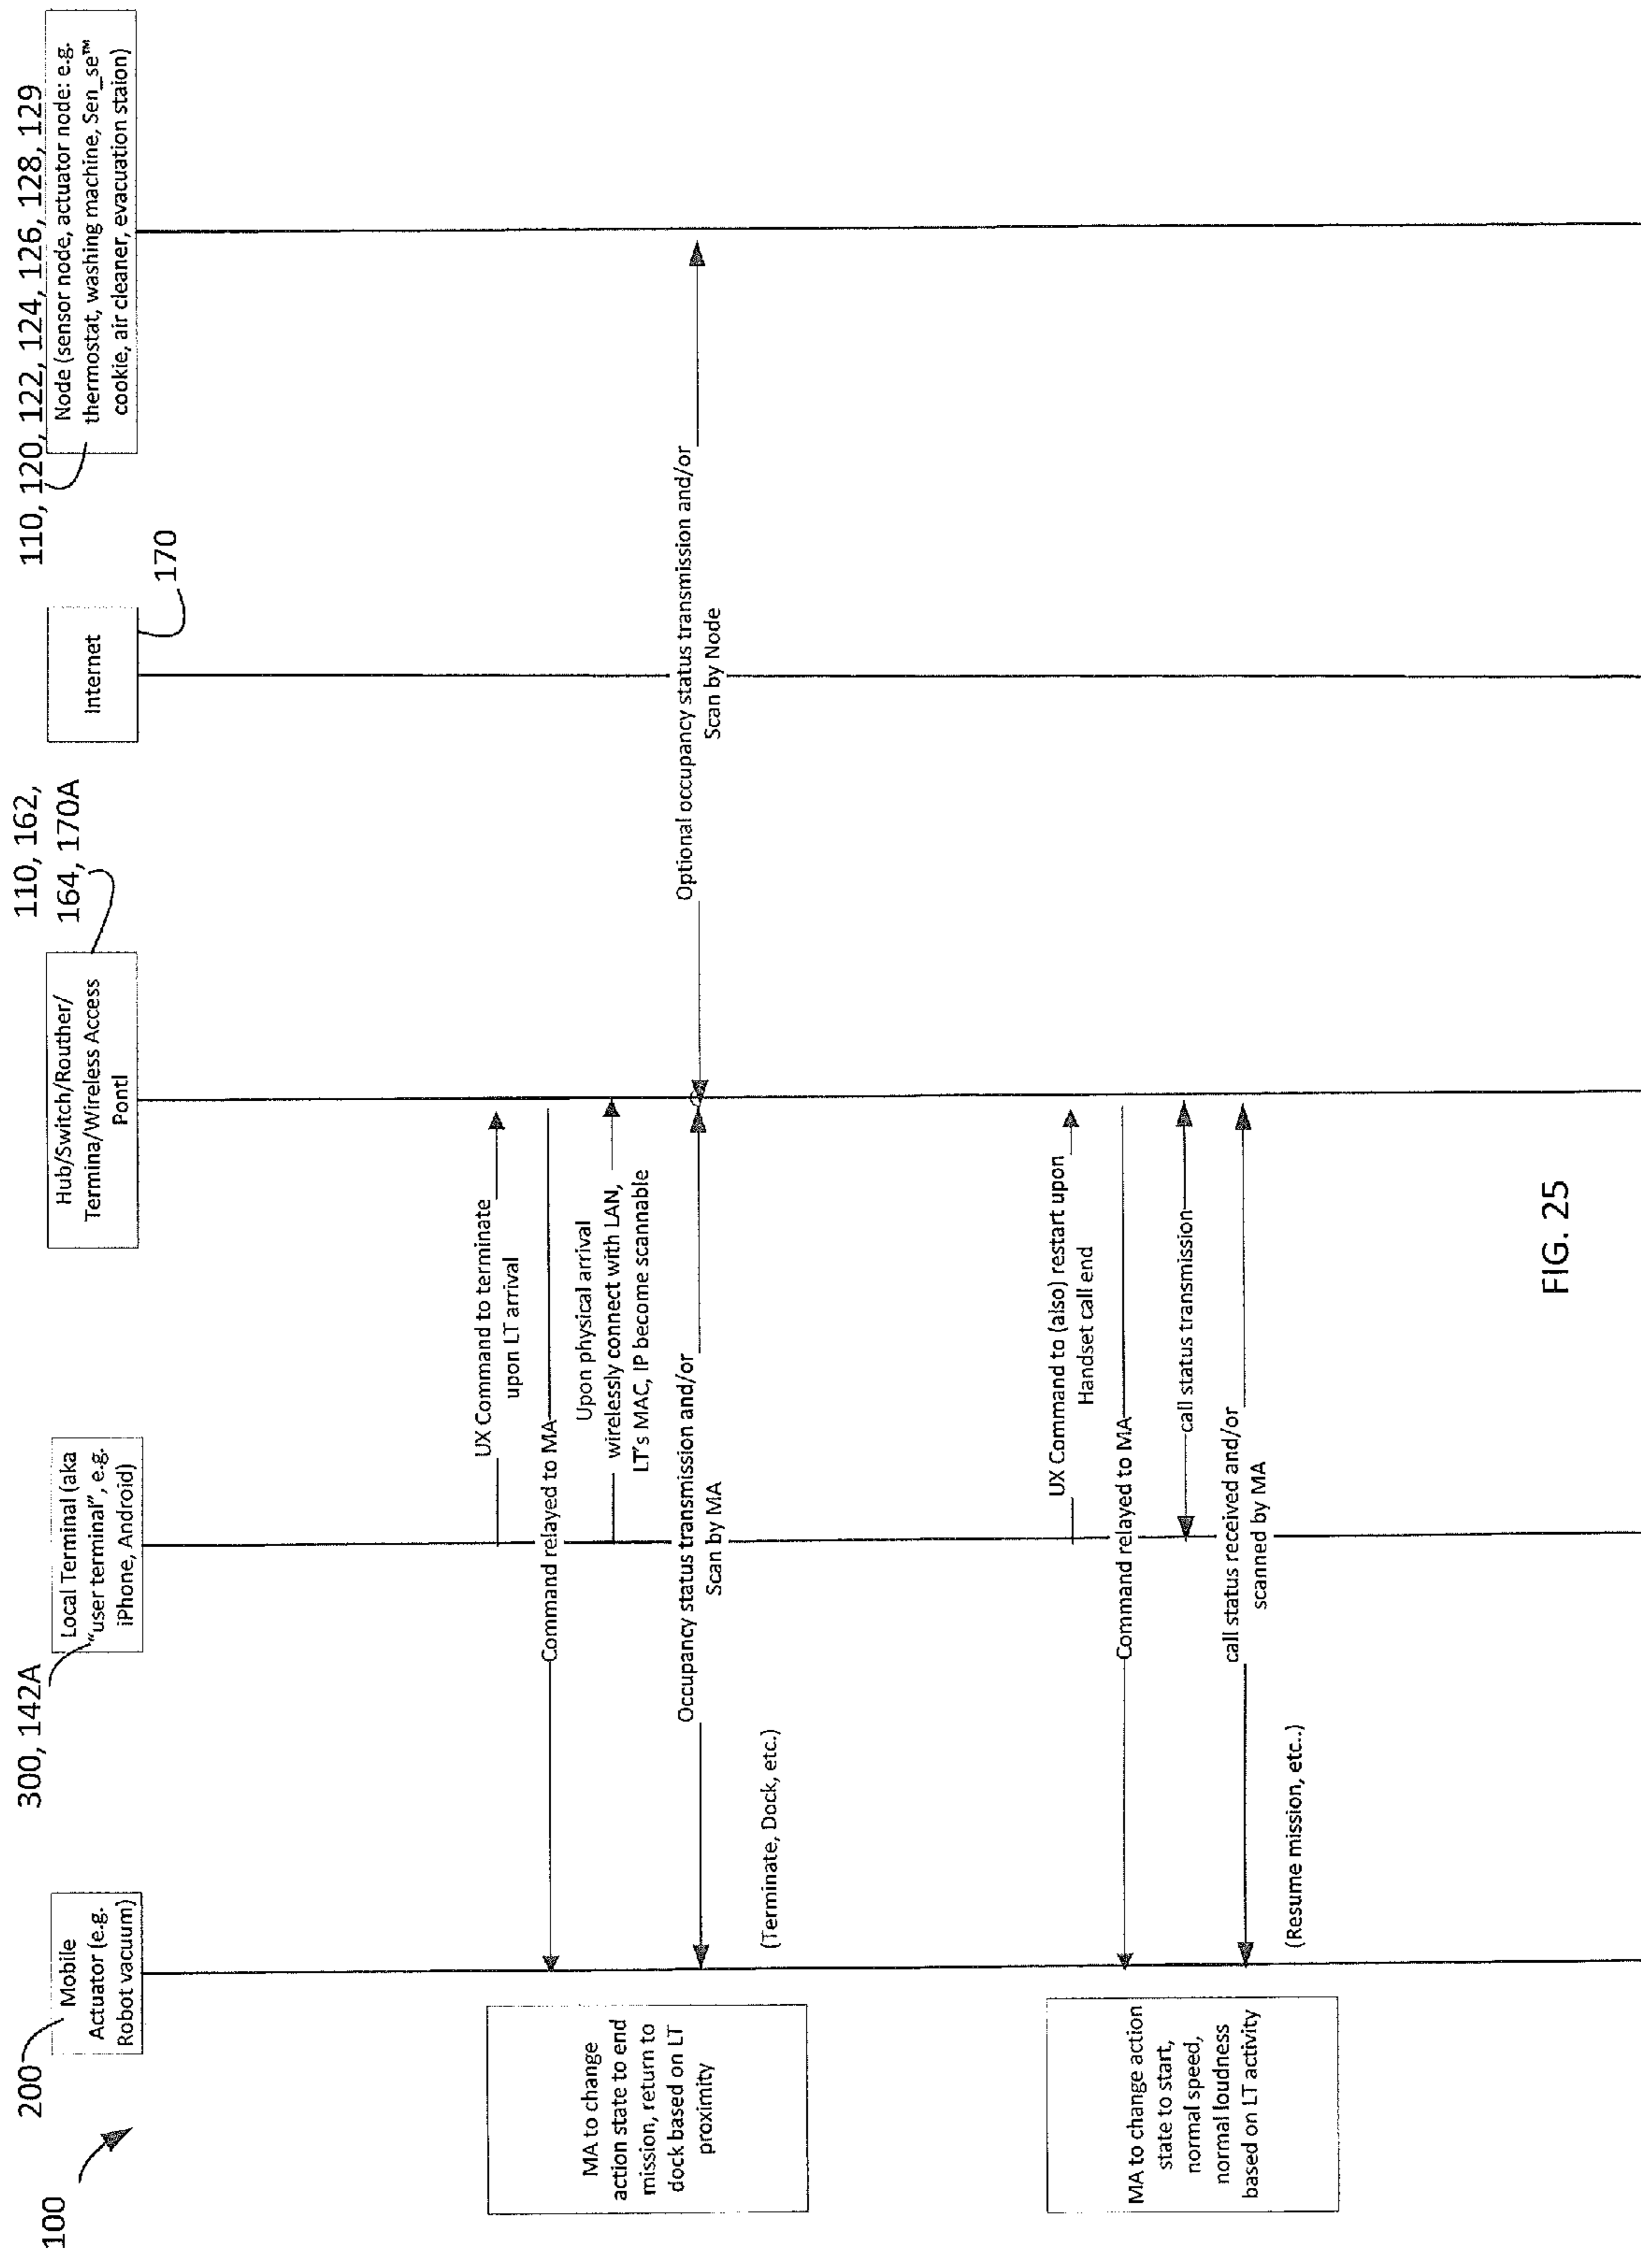 100
200
Mobile
Actuator (e.g.
Robot vacuum)
300, 142A
Local Terminal (aka
"user terminal", e.g.
iPhone, Android)
110, 162,
164, 170A
Hub/Switch/Routher/
Termina/Wireless Access
Pontl
Internet
170
110, 120, 122, 124, 126, 128, 129
Node (sensor node, actuator node: e.g.
thermostat, washing machine, Sen_se™
cookie, air cleaner, evacuation staion)
MA to change
action state to end
mission, return to
dock based on LT
proximity
UX Command to terminate
upon LT arrival
Command relayed to MA
Upon physical arrival
wirelessly connect with LAN,
LT's MAC, IP become scannable
Occupancy status transmission and/or
Scan by MA
Optional occupancy status transmission and/or
Scan by Node
(Terminate, Dock, etc.)
MA to change action
state to start,
normal speed,
normal loudness
based on LT activity
UX Command to (also) restart upon
Handset call end
Command relayed to MA
call status transmission
call status received and/or
scanned by MA
(Resume mission, etc..)
FIG. 25